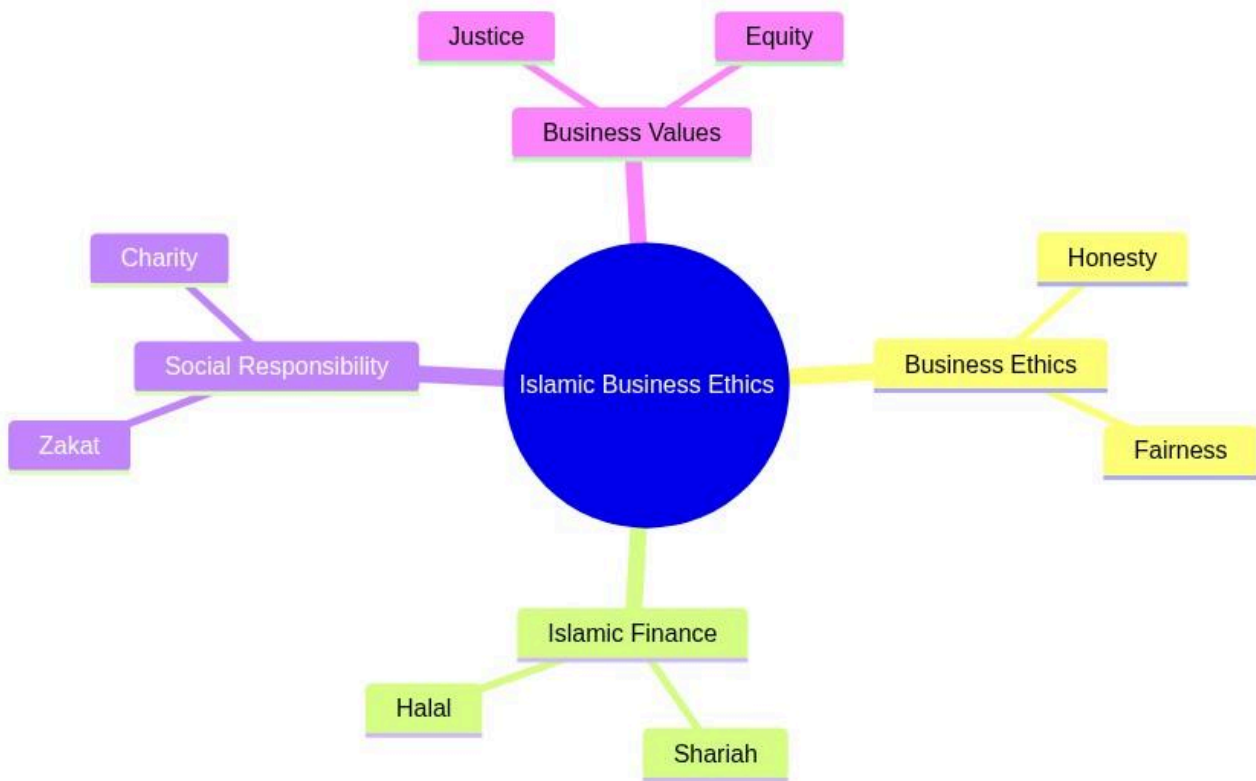 Justice
Equity
Business Values
Charity
Honesty
Social Responsibility
Islamic Business Ethics
Business Ethics
Zakat
Fairness
Islamic Finance
Halal
Shariah